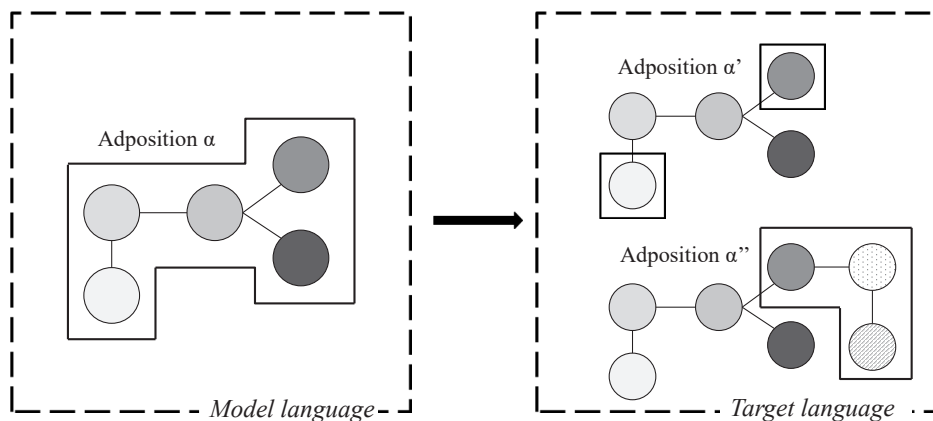 Adposition α
Model language
Adposition α’
Adposition α”
Target language